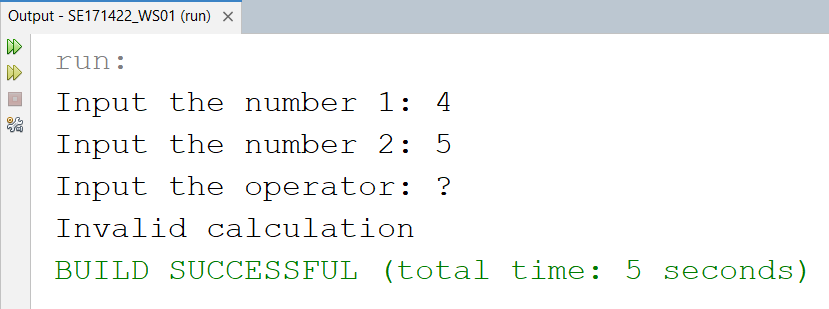 Output - SE171422_WS01 (run) ×
run:
Input the number 1: 4
Input the number 2: 5
Input the operator: ?
Invalid calculation
BUILD SUCCESSFUL (total time: 5 seconds)